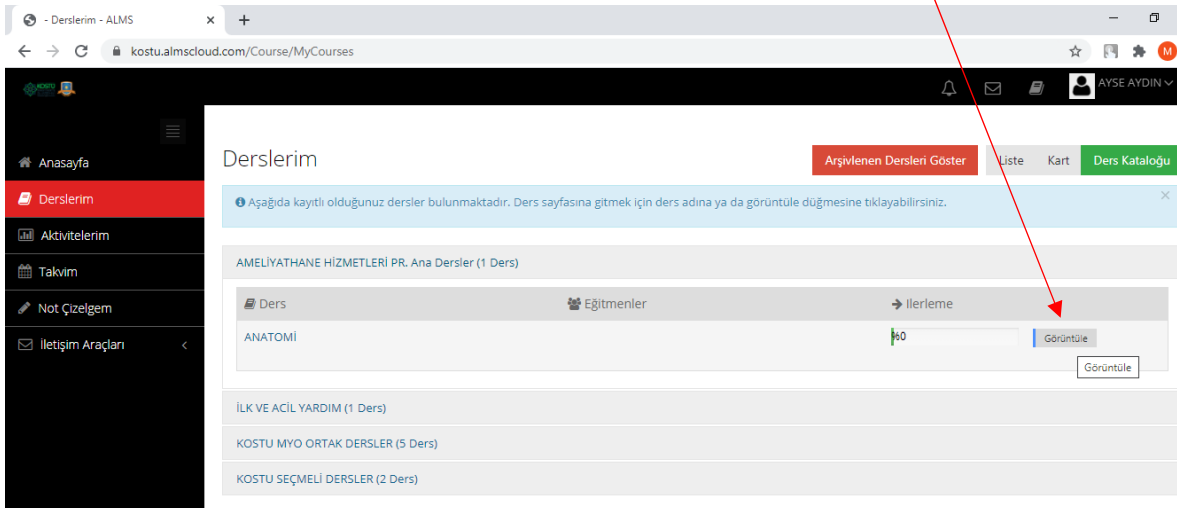 - Derslerim - ALMS
kostu.almscloud.com/Course/MyCourses
M
KOSTU
AYSE AYDIN
Anasayfa
Derslerim
Aktivitelerim
Takvim
Not Çizelgem
İletişim Araçları
Derslerim
Arşivlenen Dersleri Göster
Liste
Kart
Ders Kataloğu
Aşağıda kayıtlı olduğunuz dersler bulunmaktadır. Ders sayfasına gitmek için ders adına ya da görüntüle düğmesine tıklayabilirsiniz.
AMELİYATHANE HİZMETLERİ PR. Ana Dersler (1 Ders)
Ders Eğitmenler İlerleme
ANATOMİ %0 Görüntüle
Görüntüle
İLK VE ACİL YARDIM (1 Ders)
KOSTU MYO ORTAK DERSLER (5 Ders)
KOSTU SEÇMELİ DERSLER (2 Ders)